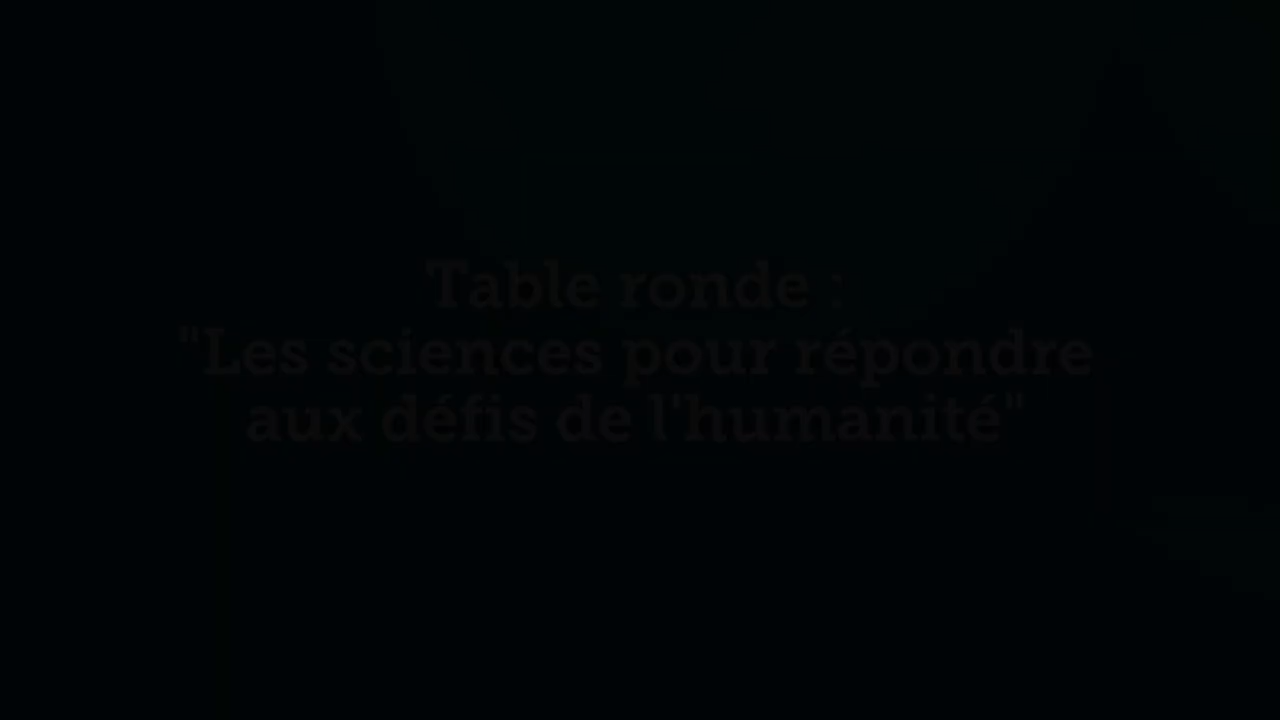 Table ronde :
"Les sciences pour répondre
aux défis de l'humanité"